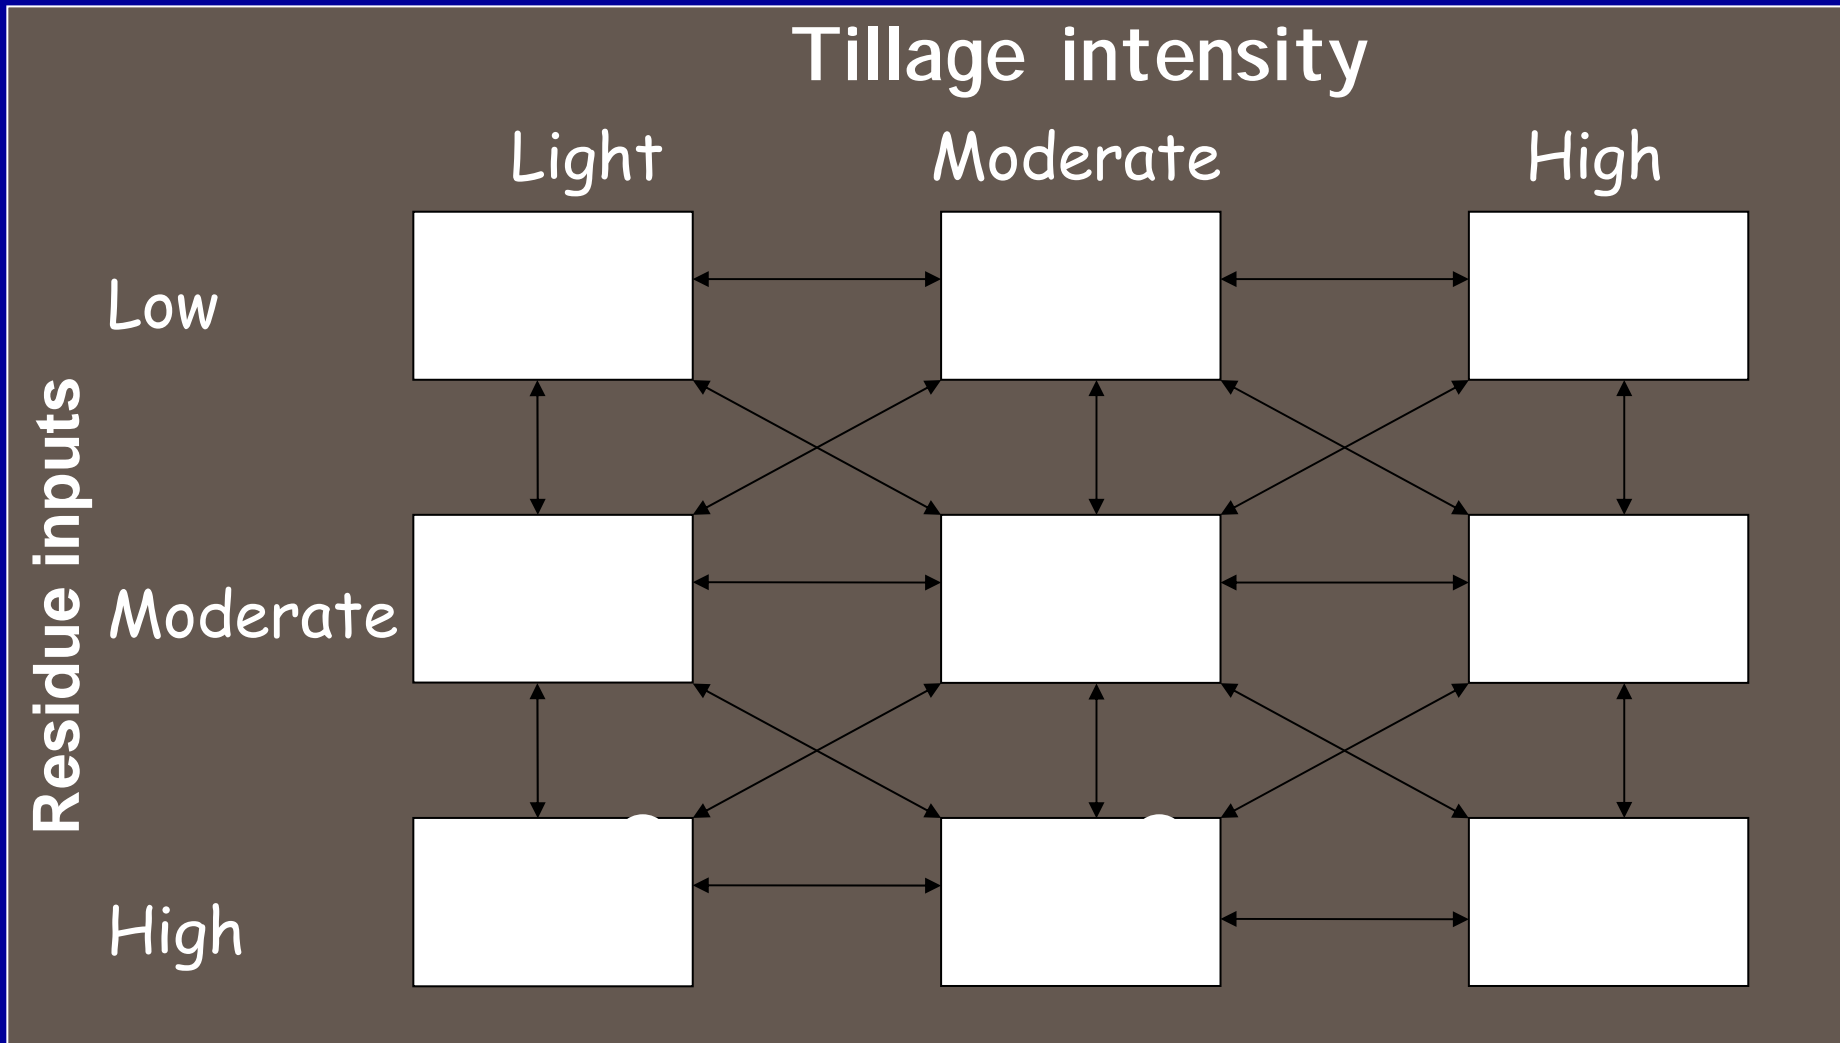 Tillage intensity
Light Moderate High
Low
Residue inputs
Moderate
High